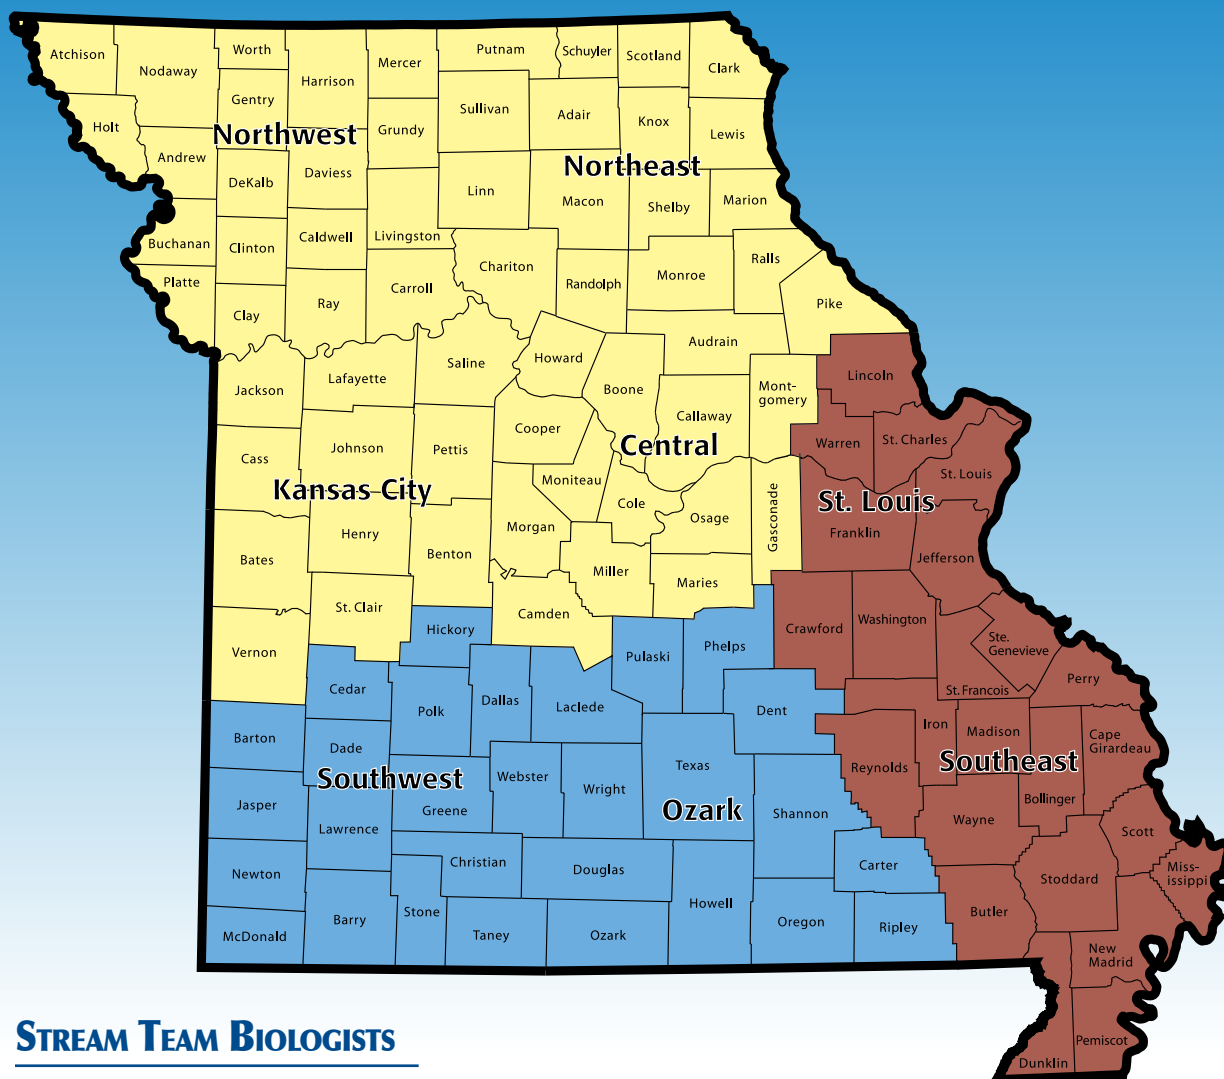 Atchison
Nodaway
Worth
Harrison
Mercer
Putnam
Schuyler
Scotland
Clark
Holt
Gentry
Sullivan
Adair
Knox
Lewis
Northwest
Grundy
Northeast
Andrew
DeKalb
Daviess
Linn
Macon
Shelby
Marion
Buchanan
Clinton
Caldwell
Livingston
Chariton
Randolph
Monroe
Ralls
Platte
Clay
Ray
Carroll
Pike
Audrain
Jackson
Lafayette
Saline
Howard
Boone
Mont-
gomery
Lincoln
Callaway
Cass
Johnson
Pettis
Cooper
Central
Warren
St. Charles
St. Louis
Kansas City
Moniteau
Cole
Osage
Gasconade
St. Louis
Franklin
Jefferson
Bates
Henry
Benton
Morgan
Miller
Maries
St. Clair
Camden
Hickory
Pulaski
Phelps
Crawford
Washington
Ste.
Genevieve
Vernon
Cedar
Polk
Dallas
Laclede
Dent
St. Francois
Perry
Barton
Dade
Iron
Madison
Cape
Girardeau
Southwest
Webster
Wright
Texas
Reynolds
Southeast
Jasper
Lawrence
Greene
Ozark
Shannon
Wayne
Bollinger
Scott
Newton
Christian
Douglas
Howell
Carter
Stoddard
Miss-
issippi
McDonald
Barry
Stone
Taney
Ozark
Oregon
Ripley
Butler
New
Madrid
Pemiscot
Dunklin
STREAM TEAM BIOLOGISTS